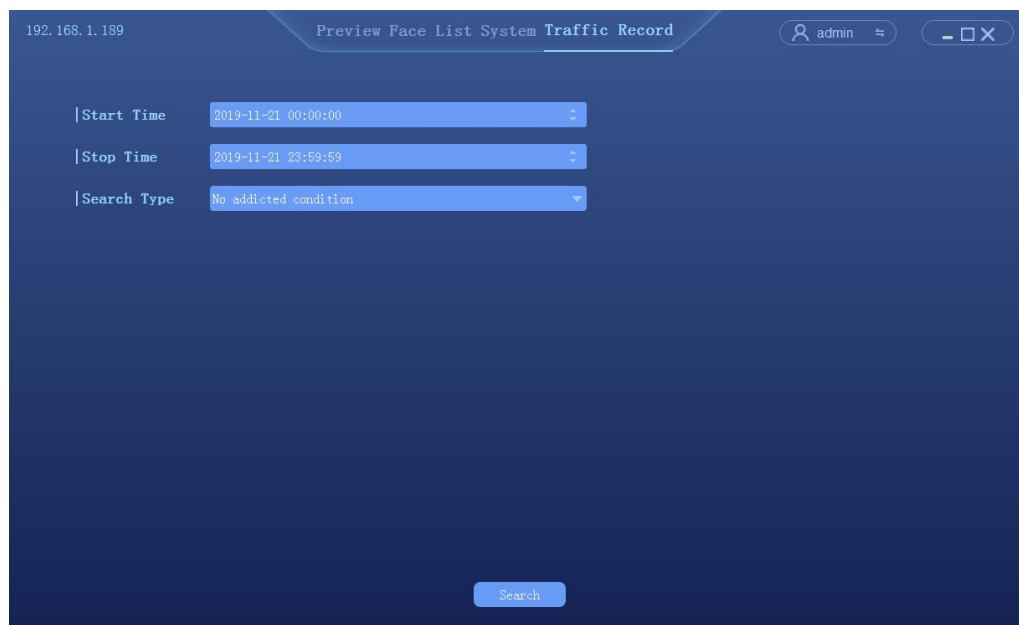 192.168.1.189 Preview Face List System Traffic Record admin
Start Time 2019-11-21 00:00:00
Stop Time 2019-11-21 23:59:59
Search Type No addicted condition
Search